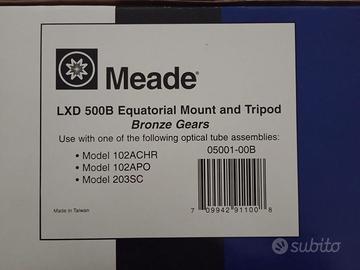 Meade®
LXD 500B Equatorial Mount and Tripod
Bronze Gears
Use with one of the following optical tube assemblies:
• Model 102ACHR
• Model 102APO
• Model 203SC
05001-00B
7 09942 91100 8
Made in Taiwan
subito